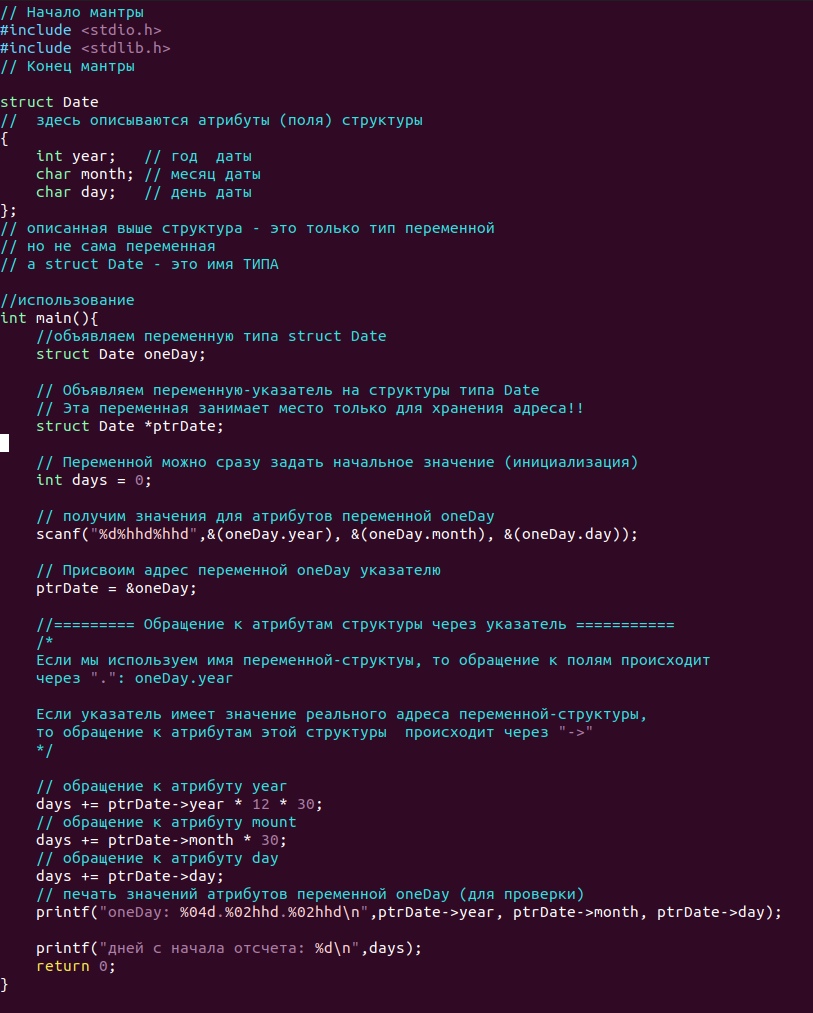 // Начало мантры
#include <stdio.h>
#include <stdlib.h>
// Конец мантры
struct Date
//  здесь описываются атрибуты (поля) структуры
{
    int year;   // год  даты
    char month; // месяц даты
    char day;   // день даты
};
// описанная выше структура - это только тип переменной
// но не сама переменная
// а struct Date - это имя ТИПА
//использование
int main(){
    //объявляем переменную типа struct Date
    struct Date oneDay;
    // Объявляем переменную-указатель на структуры типа Date
    // Эта переменная занимает место только для хранения адреса!!
    struct Date *ptrDate;
    // Переменной можно сразу задать начальное значение (инициализация)
    int days = 0;
    // получим значения для атрибутов переменной oneDay
    scanf("%d%hhd%hhd",&(oneDay.year), &(oneDay.month), &(oneDay.day));
    // Присвоим адрес переменной oneDay указателю
    ptrDate = &oneDay;
    //========= Обращение к атрибутам структуры через указатель ===========
    /*
    Если мы используем имя переменной-структуы, то обращение к полям происходит
    через ".": oneDay.year
    Если указатель имеет значение реального адреса переменной-структуры,
    то обращение к атрибутам этой структуры  происходит через "->"
    */
    // обращение к атрибуту year
    days += ptrDate->year * 12 * 30;
    // обращение к атрибуту mount
    days += ptrDate->month * 30;
    // обращение к атрибуту day
    days += ptrDate->day;
    // печать значений атрибутов переменной oneDay (для проверки)
    printf("oneDay: %04d.%02hhd.%02hhd\n",ptrDate->year, ptrDate->month, ptrDate->day);
    printf("дней с начала отсчета: %d\n",days);
    return 0;
}